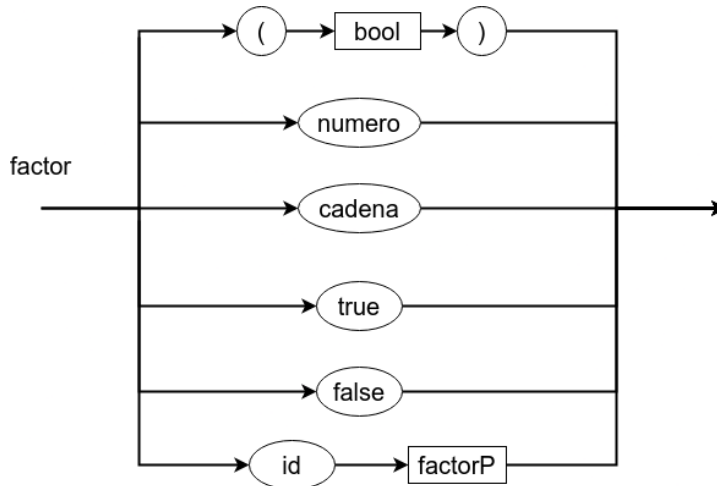 ( bool )
numero
factor
cadena
true
false
id factorP